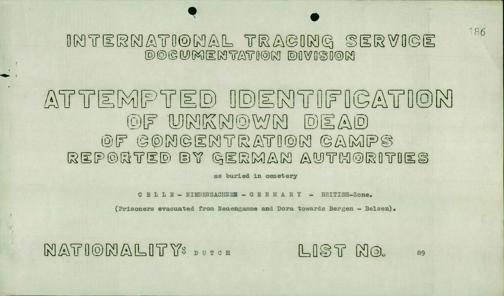 186
INTERNATIONAL TRACING SERVICE
DOCUMENTATION DIVISION
ATTEMPTED IDENTIFICATION
OF UNKNOWN DEAD
OF CONCENTRATION CAMPS
REPORTED BY GERMAN AUTHORITIES
as buried in cemetery
CELLE - NIEDERSACHSEN - GERMANY - BRITISH-Zone.
(Prisoners evacuated from Neuengamme and Dora towards Bergen - Belsen).
NATIONALITY: DUTCH LIST No. 89